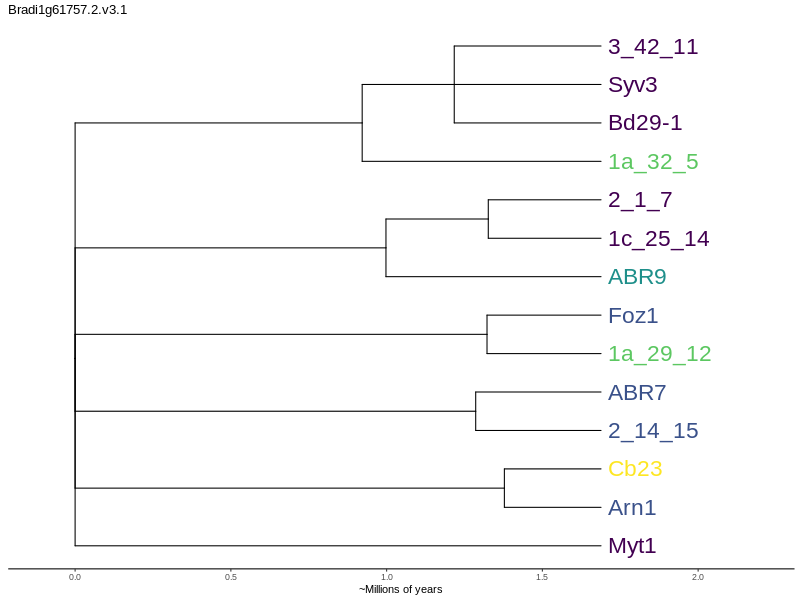 Bradi1g61757.2.v3.1
3_42_11
Syv3
Bd29-1
1a_32_5
2_1_7
1c_25_14
ABR9
Foz1
1a_29_12
ABR7
2_14_15
Cb23
Arn1
Myt1
0.0 0.5 1.0 1.5 2.0
~Millions of years